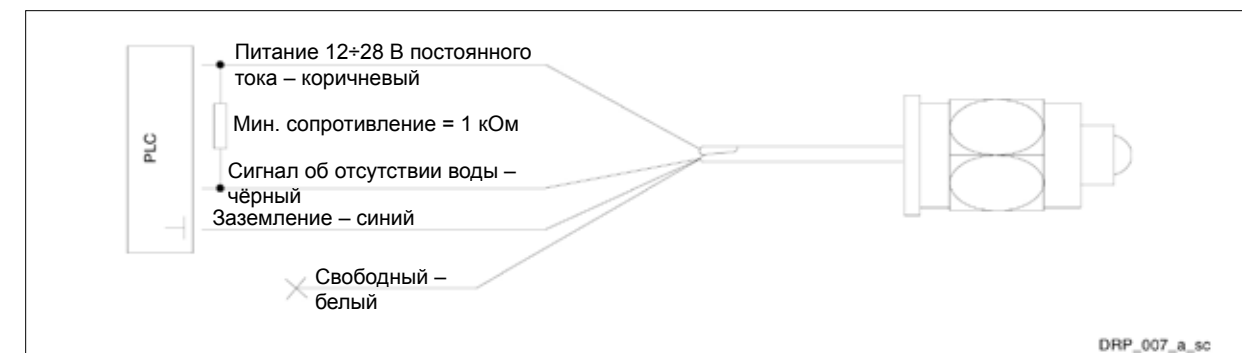 Питание 12÷28 В постоянного
тока – коричневый
PLC
Мин. сопротивление = 1 кОм
Сигнал об отсутствии воды –
чёрный
Заземление – синий
Свободный –
белый
DRP_007_a_sc